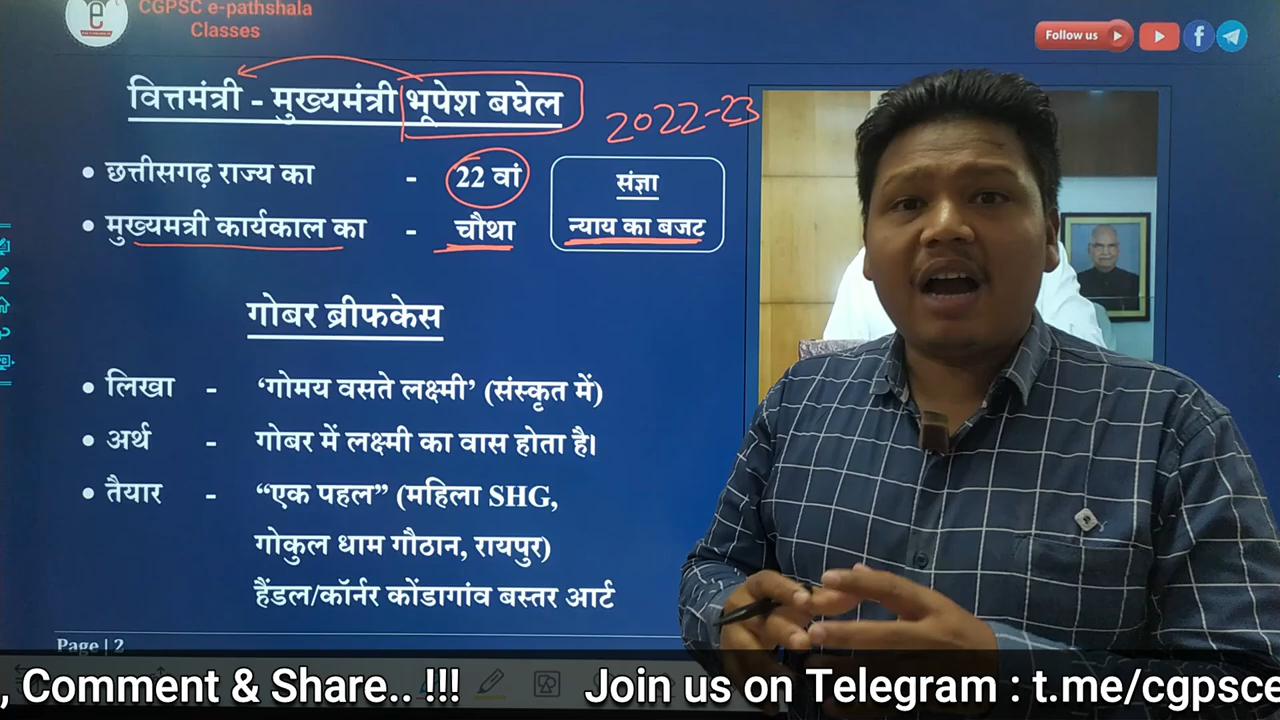 CGPSC e-pathshala
Classes
Follow us
वित्तमंत्री - मुख्यमंत्री भूपेश बघेल
2022-23
छत्तीसगढ़ राज्य का - 22 वां
संज्ञा
मुख्यमत्री कार्यकाल का - चौथा
न्याय का बजट
गोबर ब्रीफकेस
लिखा - ‘गोमय वसते लक्ष्मी’ (संस्कृत में)
अर्थ - गोबर में लक्ष्मी का वास होता है।
तैयार - “एक पहल” (महिला SHG,
गोकुल धाम गौठान, रायपुर)
हैंडल/कॉर्नर कोंडागांव बस्तर आर्ट
Page | 2
, Comment & Share.. !!! Join us on Telegram : t.me/cgpsce